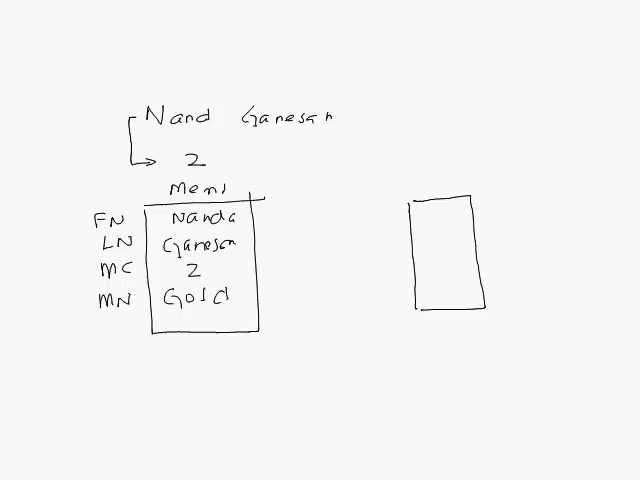 Nand Ganesan
2
Mem
FN Nanda
LN Ganesan
MC 2
MN Gold